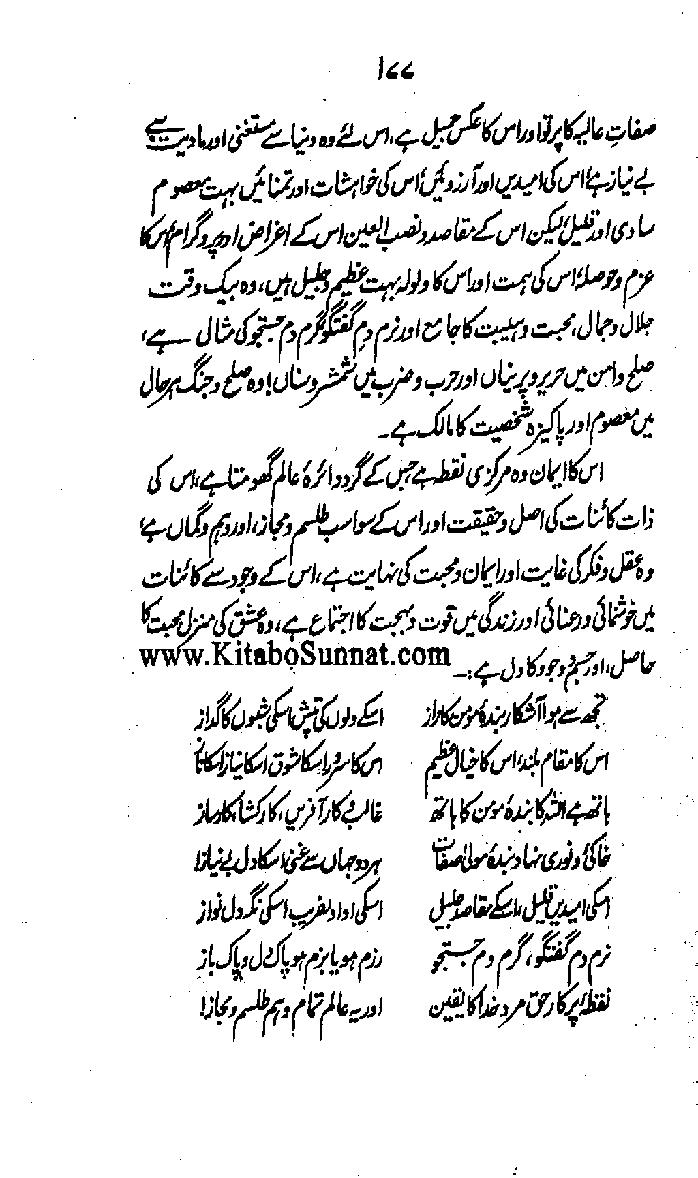 ۱۷۷
صفاتِ عالیہ کا پرتو اور اس کا عکس جمیل ہے، اس لئے وہ دنیا سے مستغنی اور مادیت سے
بے نیاز ہے، اس کی امیدیں اور آرزوئیں، اس کی خواہشات اور تمنائیں بہت معصوم
سادی اور قلیل لیکن اس کے مقاصد و نصب العین اس کے اغراض اور پروگرام، اس کا
عزم و حوصلہ، اس کی ہمت اور اس کا ولولہ بہت عظیم و جلیل ہیں، وہ بیک وقت
جلال و جمال، محبت و ہیبت کا جامع اور نرم دمِ گفتگو، گرم دم جستجو کی مثال ہے،
صلح و امن میں حریر و پرنیاں اور حرب و ضرب میں شمشیر و سناں! وہ صلح و جنگ ہر حال
میں معصوم اور پاکیزہ شخصیت کا مالک ہے۔
اس کا ایمان وہ مرکزی نقطہ ہے جس کے گرد دائرۂ عالم گھومتا ہے، اس کی
ذات کائنات کی اصل و حقیقت اور اس کے سوا سب طلسم و مجاز، اور وہم و گماں ہے،
وہ عقل و فکر کی غایت اور ایمان و محبت کی نہایت ہے، اس کے وجود سے کائنات
میں خوشنمائی و رعنائی اور زندگی میں قوت و بہجت کا اجتماع ہے، وہ عشق کی منزل محبت کا
حاصل، اور جسم وجود کا دل ہے:۔
www.KitaboSunnat.com
تجھ سے ہوا آشکار بندۂ مومن کا راز اسکے دلوں کی تپش اسکی شبوں کا گداز
اس کا مقام بلند، اس کا خیال عظیم اس کا سرور اسکا شوق اسکا نیاز اسکا ناز
ہاتھ ہے اللہ کا بندۂ مومن کا ہاتھ غالب و کار آفریں، کار کشا، کارساز
خاکی و نوری نہاد بندۂ مولیٰ صفات ہر دو جہاں سے غنی، اسکا دل بے نیاز!
اسکی امیدیں قلیل، اسکے مقاصد جلیل اسکی ادا دلفریب اسکی نگہ دل نواز
نرم دم گفتگو، گرم دم جستجو رزم ہو یا بزم ہو پاک دل و پاک باز
نقطۂ پرکار حق مرد خدا کا یقین اور یہ عالم تمام وہم طلسم و مجاز!